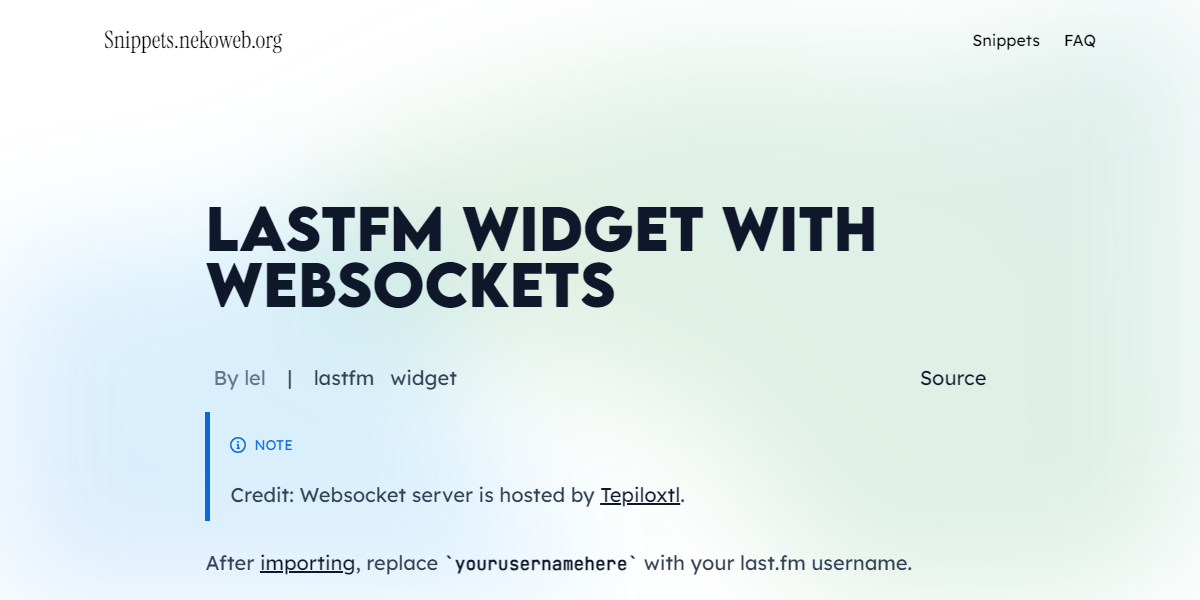 Snippets.nekoweb.org
Snippets FAQ
LASTFM WIDGET WITH
WEBSOCKETS
By lel | lastfm widget
Source
NOTE
Credit: Websocket server is hosted by Tepiloxtl.
After importing, replace `yourusernamehere` with your last.fm username.